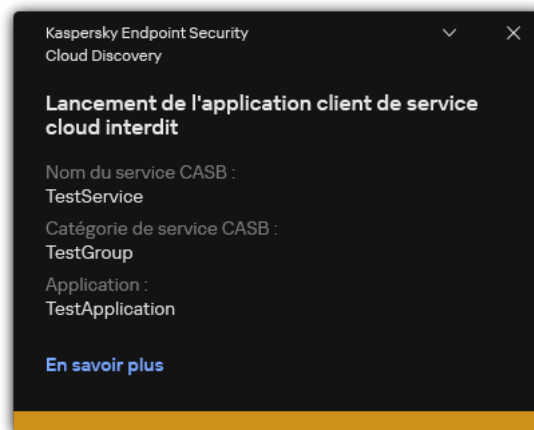 Kaspersky Endpoint Security
Cloud Discovery
Lancement de l'application client de service
cloud interdit
Nom du service CASB :
TestService
Catégorie de service CASB :
TestGroup
Application :
TestApplication
En savoir plus